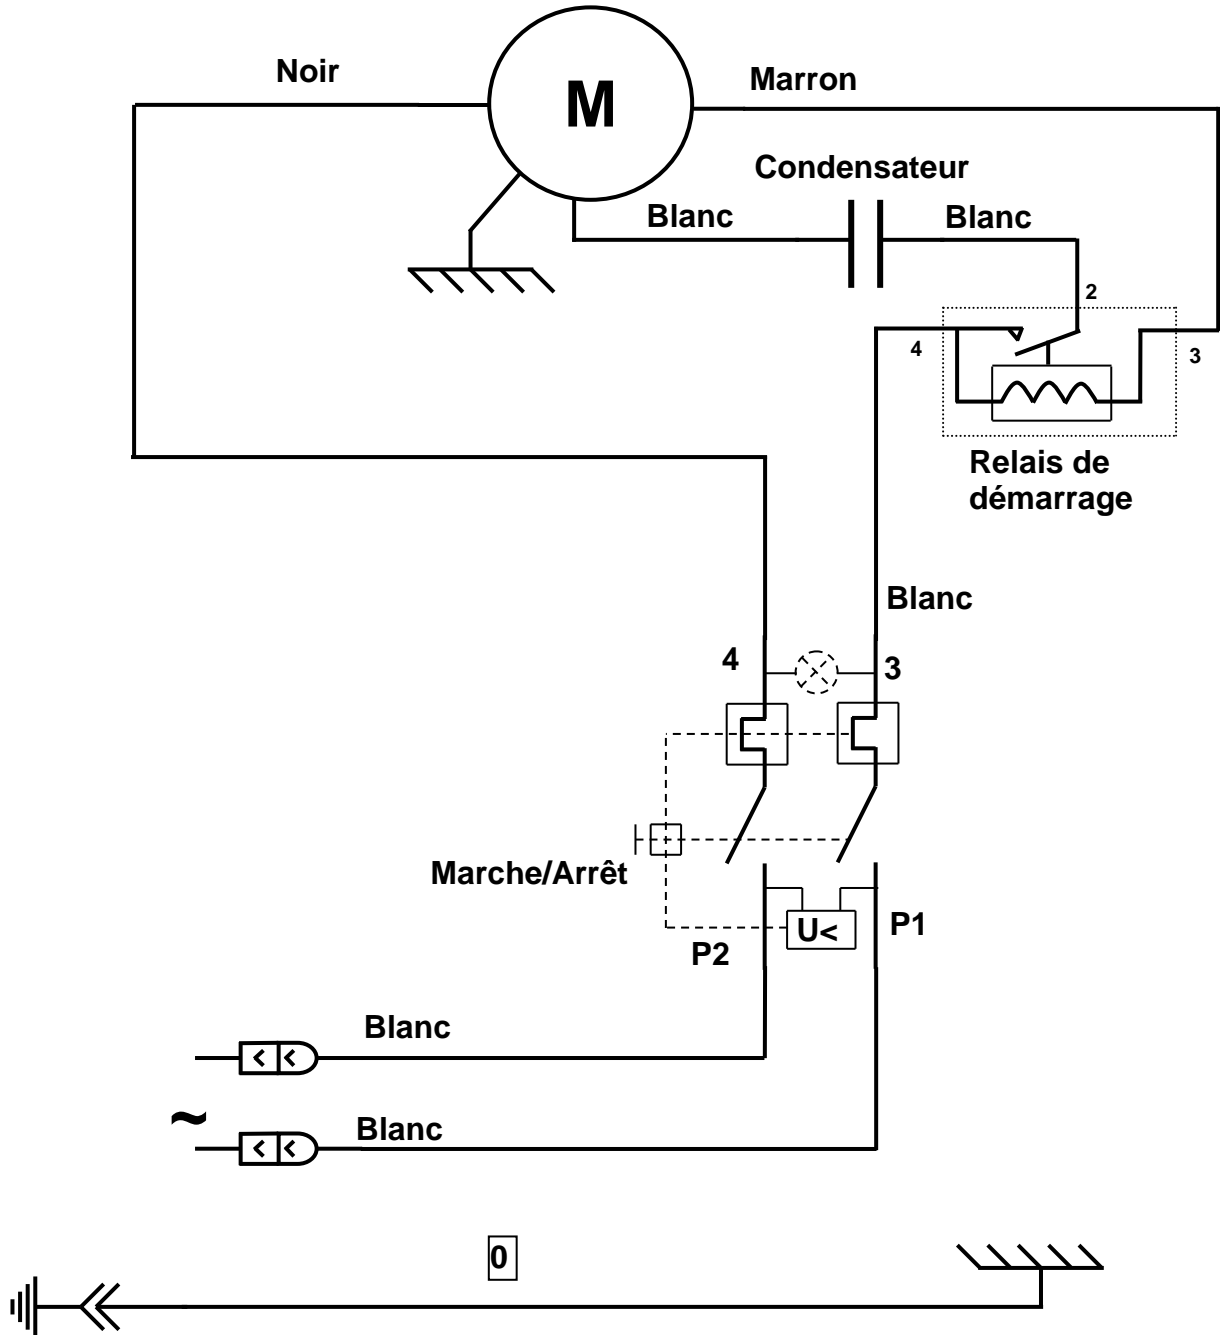 Noir
M
Marron
Condensateur
Blanc
Blanc
2
4
3
Relais de
démarrage
Blanc
4
3
Marche/Arrêt
U<
P1
P2
Blanc
~
Blanc
0